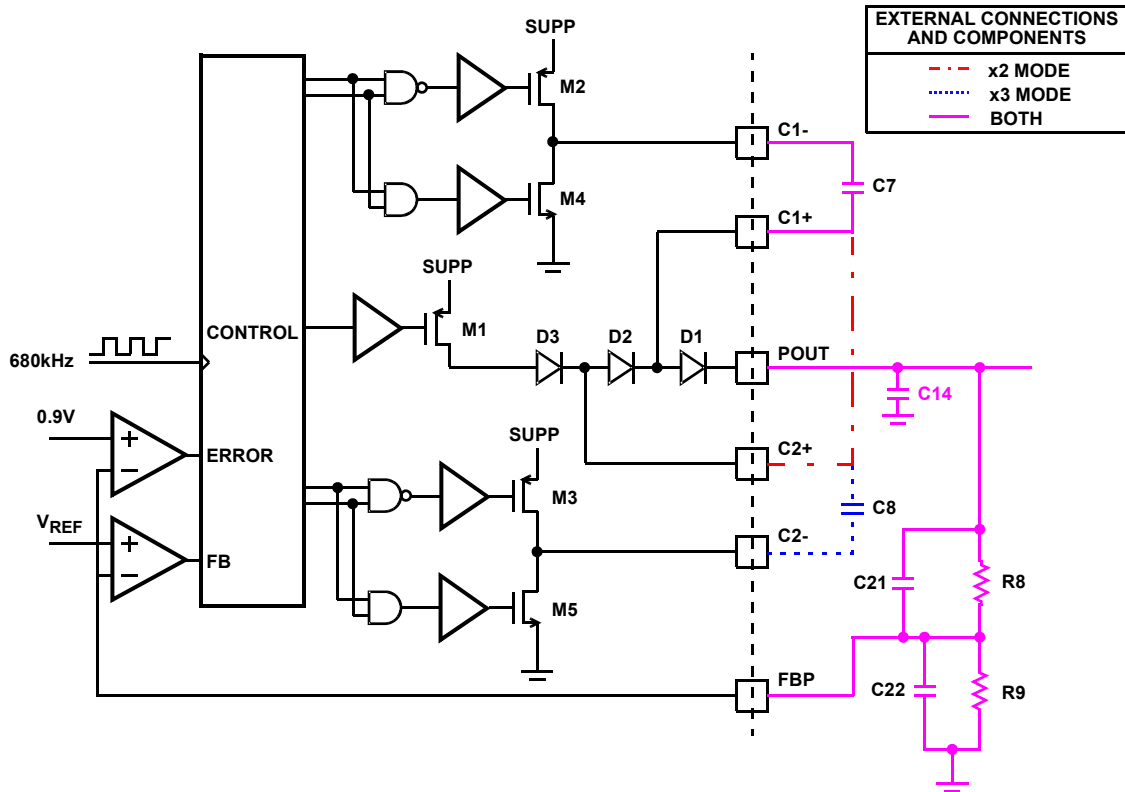 EXTERNAL CONNECTIONS
AND COMPONENTS
x2 MODE
x3 MODE
BOTH
SUPP
M2
C1-
C7
M4
C1+
SUPP
M1
CONTROL
680kHz
D3
D2
D1
POUT
C14
0.9V
SUPP
C2+
ERROR
M3
C8
VREF
C2-
FB
M5
C21
R8
FBP
C22
R9